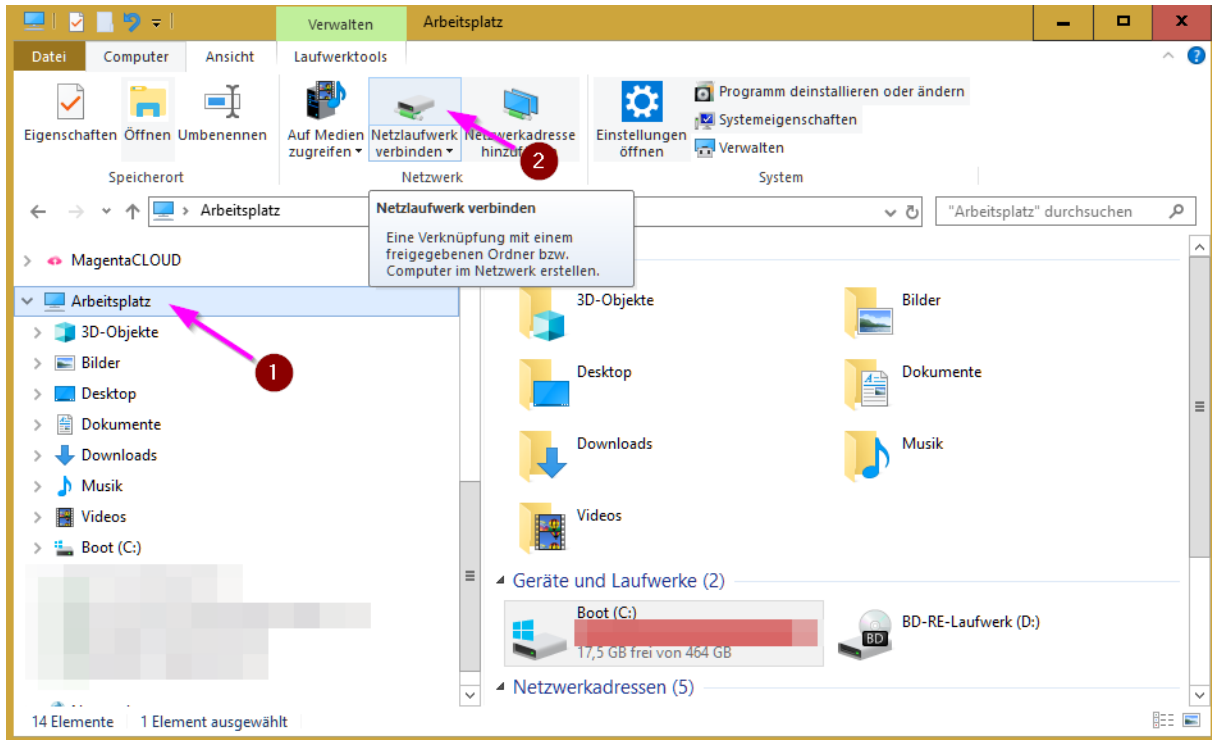 Verwalten
Arbeitsplatz
Datei
Computer
Ansicht
Laufwerktools
Eigenschaften
Öffnen
Umbenennen
Auf Medien
zugreifen
Netzlaufwerk
verbinden
Netzwerkadresse
2
Einstellungen
öffnen
Programm deinstallieren oder ändern
Systemeigenschaften
Verwalten
Speicherort
Netzwerk
System
Arbeitsplatz
"Arbeitsplatz" durchsuchen
Netzlaufwerk verbinden
Eine Verknüpfung mit einem
freigegebenen Ordner bzw.
Computer im Netzwerk erstellen.
MagentaCLOUD
Arbeitsplatz
1
3D-Objekte
Bilder
Desktop
Dokumente
Downloads
Musik
Videos
Boot (C:)
3D-Objekte
Bilder
Desktop
Dokumente
Downloads
Musik
Videos
Geräte und Laufwerke (2)
Boot (C:)
17,5 GB frei von 464 GB
BD-RE-Laufwerk (D:)
BD
Netzwerkadressen (5)
14 Elemente
1 Element ausgewählt